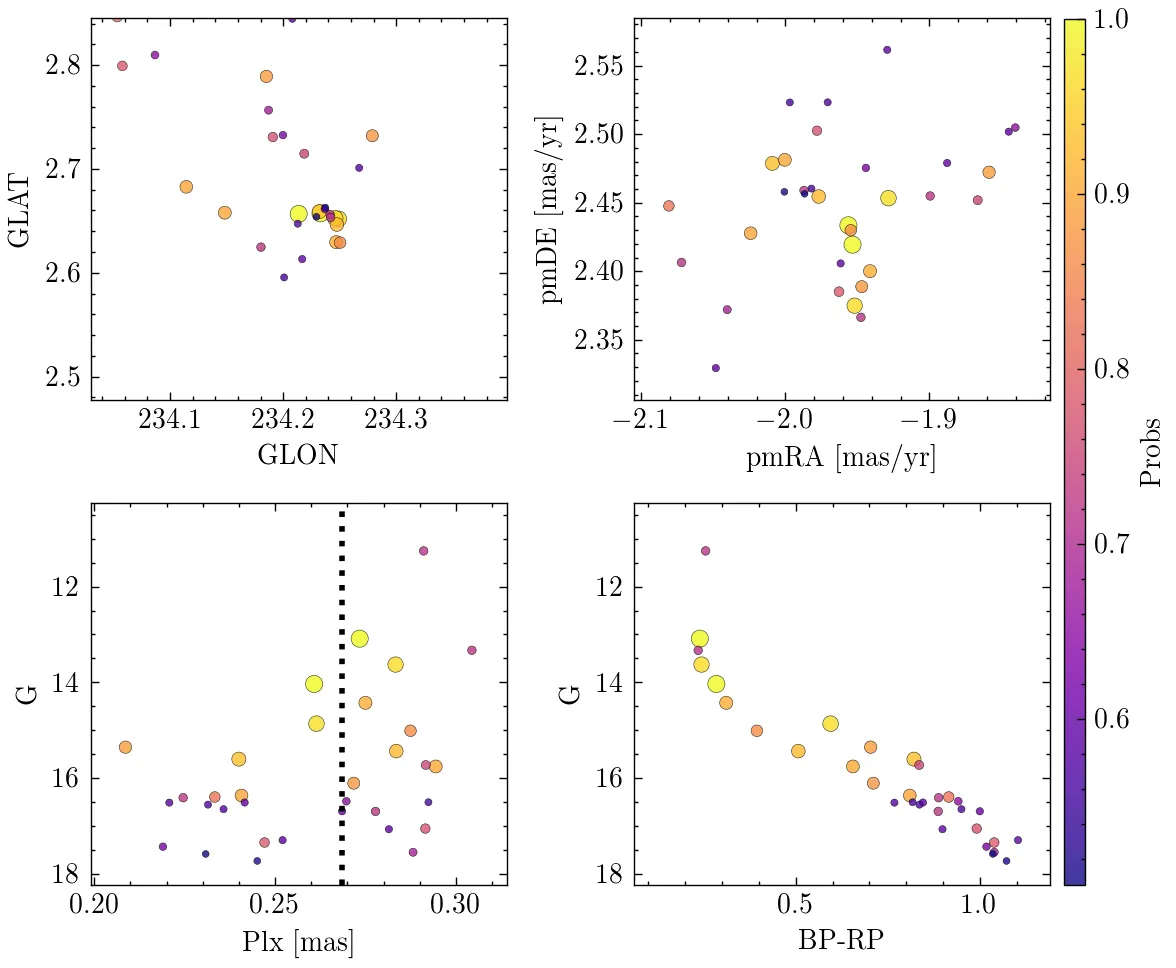 2.8
2.7
2.6
2.5
GLAT
234.1 234.2 234.3
GLON
2.55
2.50
2.45
2.40
2.35
pmDE [mas/yr]
−2.1 −2.0 −1.9
pmRA [mas/yr]
1.0
0.9
0.8
0.7
0.6
Probs
12
14
16
18
G
0.20 0.25 0.30
Plx [mas]
12
14
16
18
G
0.5 1.0
BP-RP